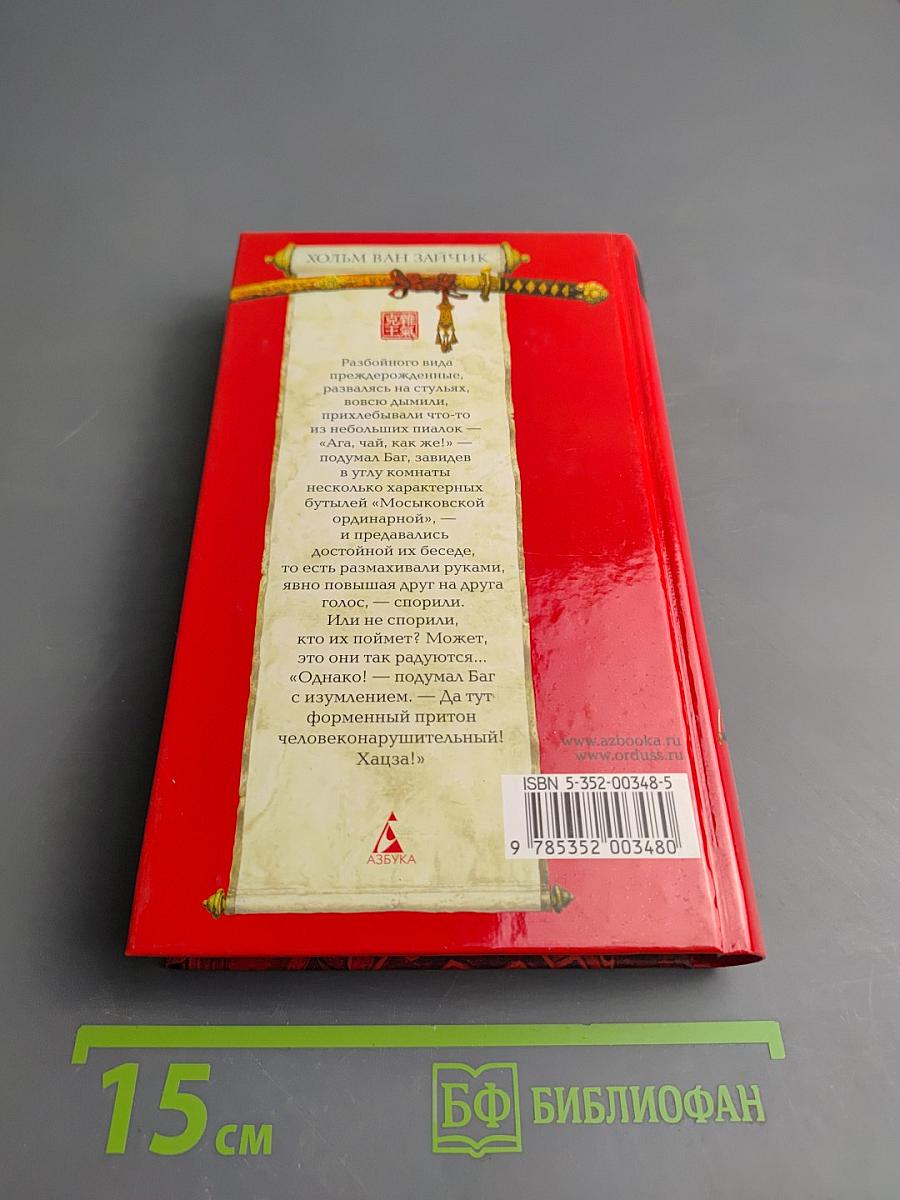 ХОЛЬМ ВАН ЗАЙЧИК
Разбойного вида
преждерожденные,
развалясь на стульях,
вовсю дымили,
прихлебывали что-то
из небольших пиалок —
«Ага, чай, как же!» —
подумал Баг, завидев
в углу комнаты
несколько характерных
бутылей «Мосыковской
ординарной», —
и предавались
достойной их беседе,
то есть размахивали руками,
явно повышая друг на друга
голос, — спорили.
Или не спорили,
кто их поймет? Может,
это они так радуются...
«Однако! — подумал Баг
с изумлением. — Да тут
форменный притон
человеконарушительный!
Хацза!»
www.azbooka.ru
www.orduss.ru
ISBN 5-352-00348-5
9 785352 003480
АЗБУКА
15 см
БФ БИБЛИОФАН